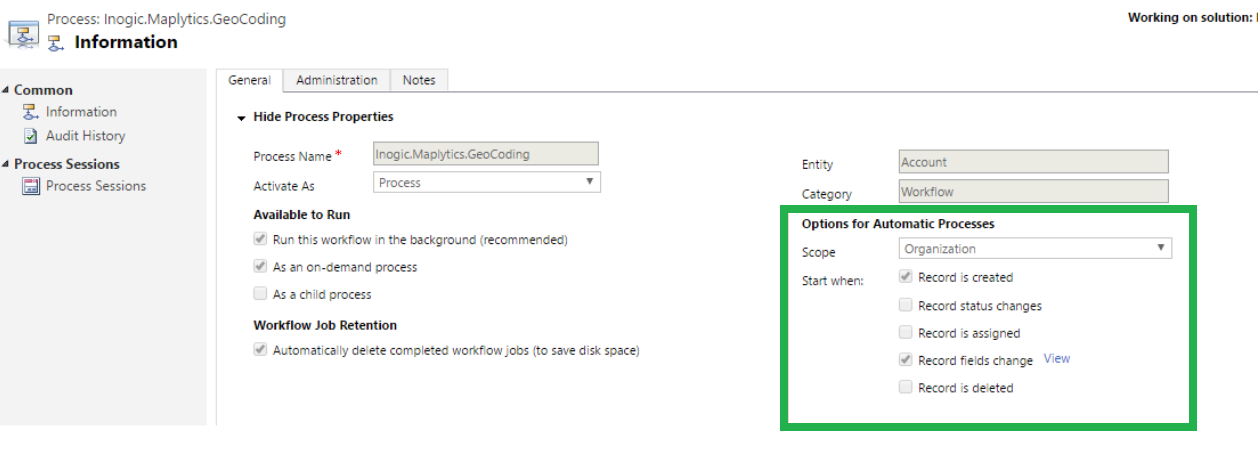 Process: Inogic.Maplytics.GeoCoding
Information
Working on solution:
Common
Information
Audit History
Process Sessions
Process Sessions
General Administration Notes
Hide Process Properties
Process Name * Inogic.Maplytics.GeoCoding
Activate As Process
Available to Run
Run this workflow in the background (recommended)
As an on-demand process
As a child process
Workflow Job Retention
Automatically delete completed workflow jobs (to save disk space)
Entity Account
Category Workflow
Options for Automatic Processes
Scope Organization
Start when: Record is created
Record status changes
Record is assigned
Record fields change View
Record is deleted